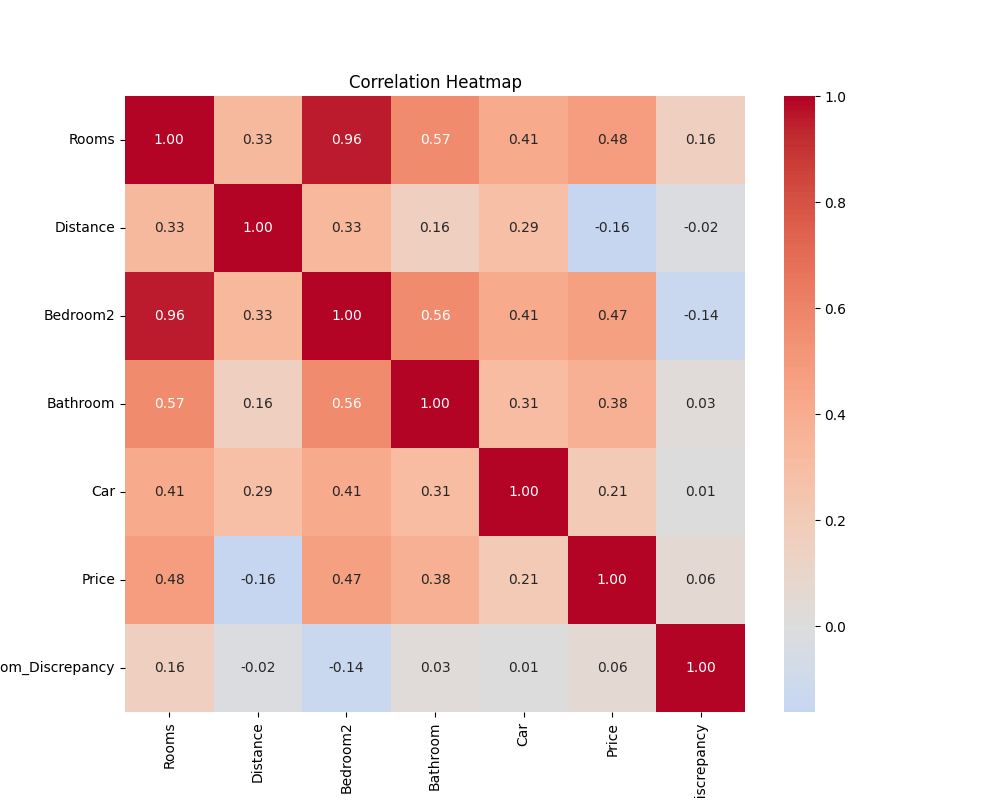 Correlation Heatmap
Rooms 1.00 0.33 0.96 0.57 0.41 0.48 0.16
Distance 0.33 1.00 0.33 0.16 0.29 -0.16 -0.02
Bedroom2 0.96 0.33 1.00 0.56 0.41 0.47 -0.14
Bathroom 0.57 0.16 0.56 1.00 0.31 0.38 0.03
Car 0.41 0.29 0.41 0.31 1.00 0.21 0.01
Price 0.48 -0.16 0.47 0.38 0.21 1.00 0.06
om_Discrepancy 0.16 -0.02 -0.14 0.03 0.01 0.06 1.00
Rooms Distance Bedroom2 Bathroom Car Price iscrepancy
1.0
0.8
0.6
0.4
0.2
0.0